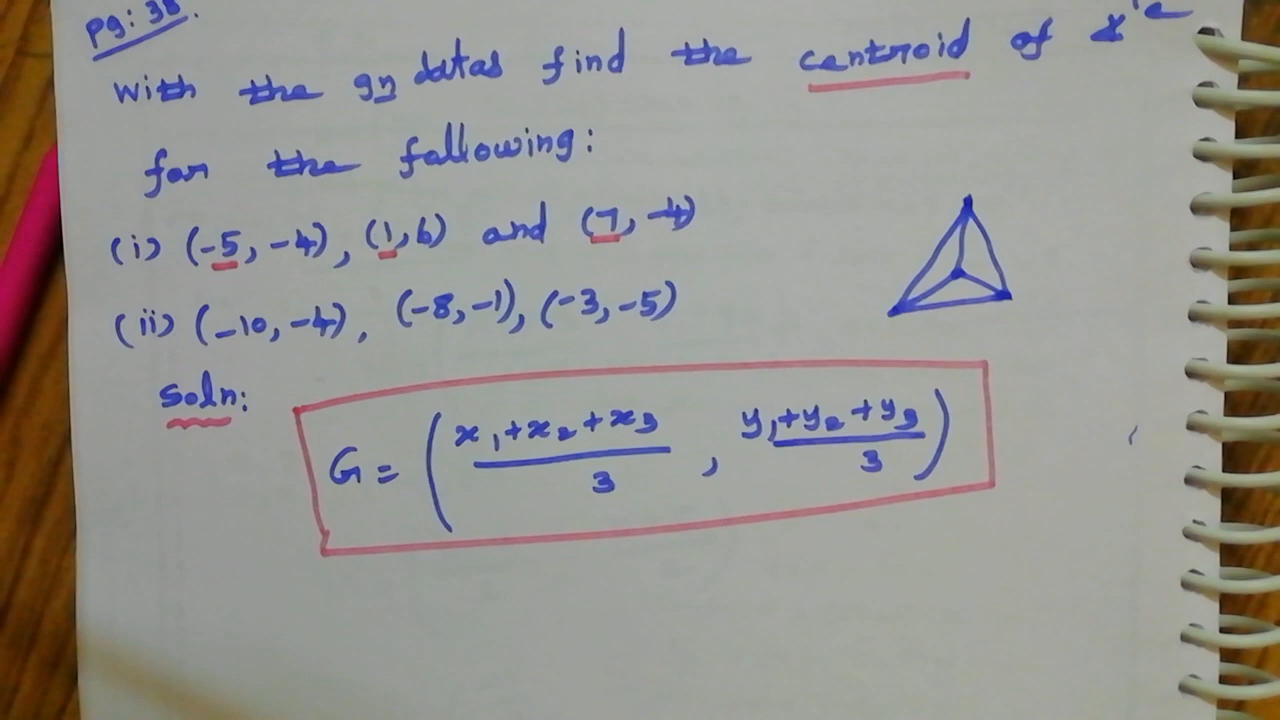 Pg: 38.
with the gn datas find the centroid of
for the following:
(i) (-5, -4), (1, 6) and (7, -4)
(ii) (-10, -4), (-8, -1), (-3, -5)
Soln:
G = ( x₁+x₂+x₃ / 3 , y₁+y₂+y₃ / 3 )